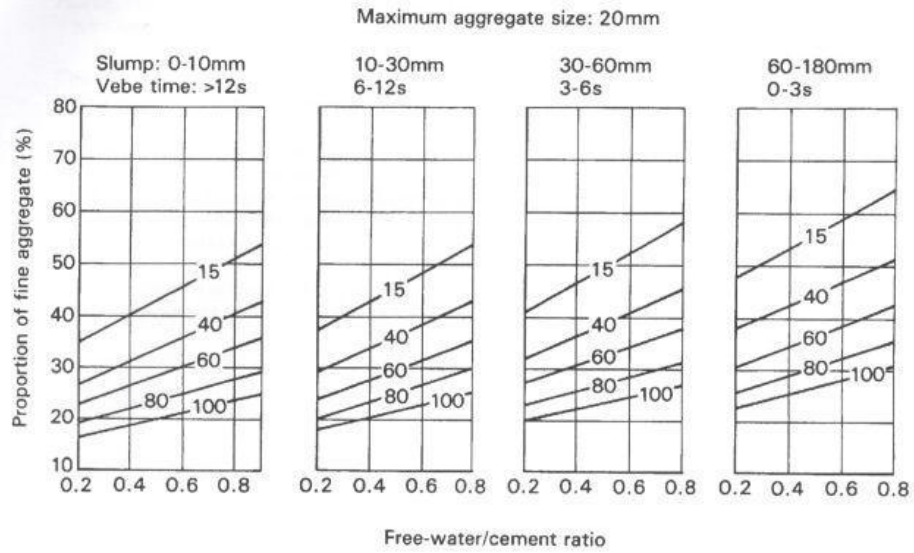 Maximum aggregate size: 20mm
Slump: 0-10mm
Vebe time: >12s
10-30mm
6-12s
30-60mm
3-6s
60-180mm
0-3s
Proportion of fine aggregate (%)
80
70
60
50
40
30
20
10
15
40
60
80
100
15
40
60
80
100
15
40
60
80
100
15
40
60
80
100
0.2 0.4 0.6 0.8
0.2 0.4 0.6 0.8
0.2 0.4 0.6 0.8
0.2 0.4 0.6 0.8
Free-water/cement ratio